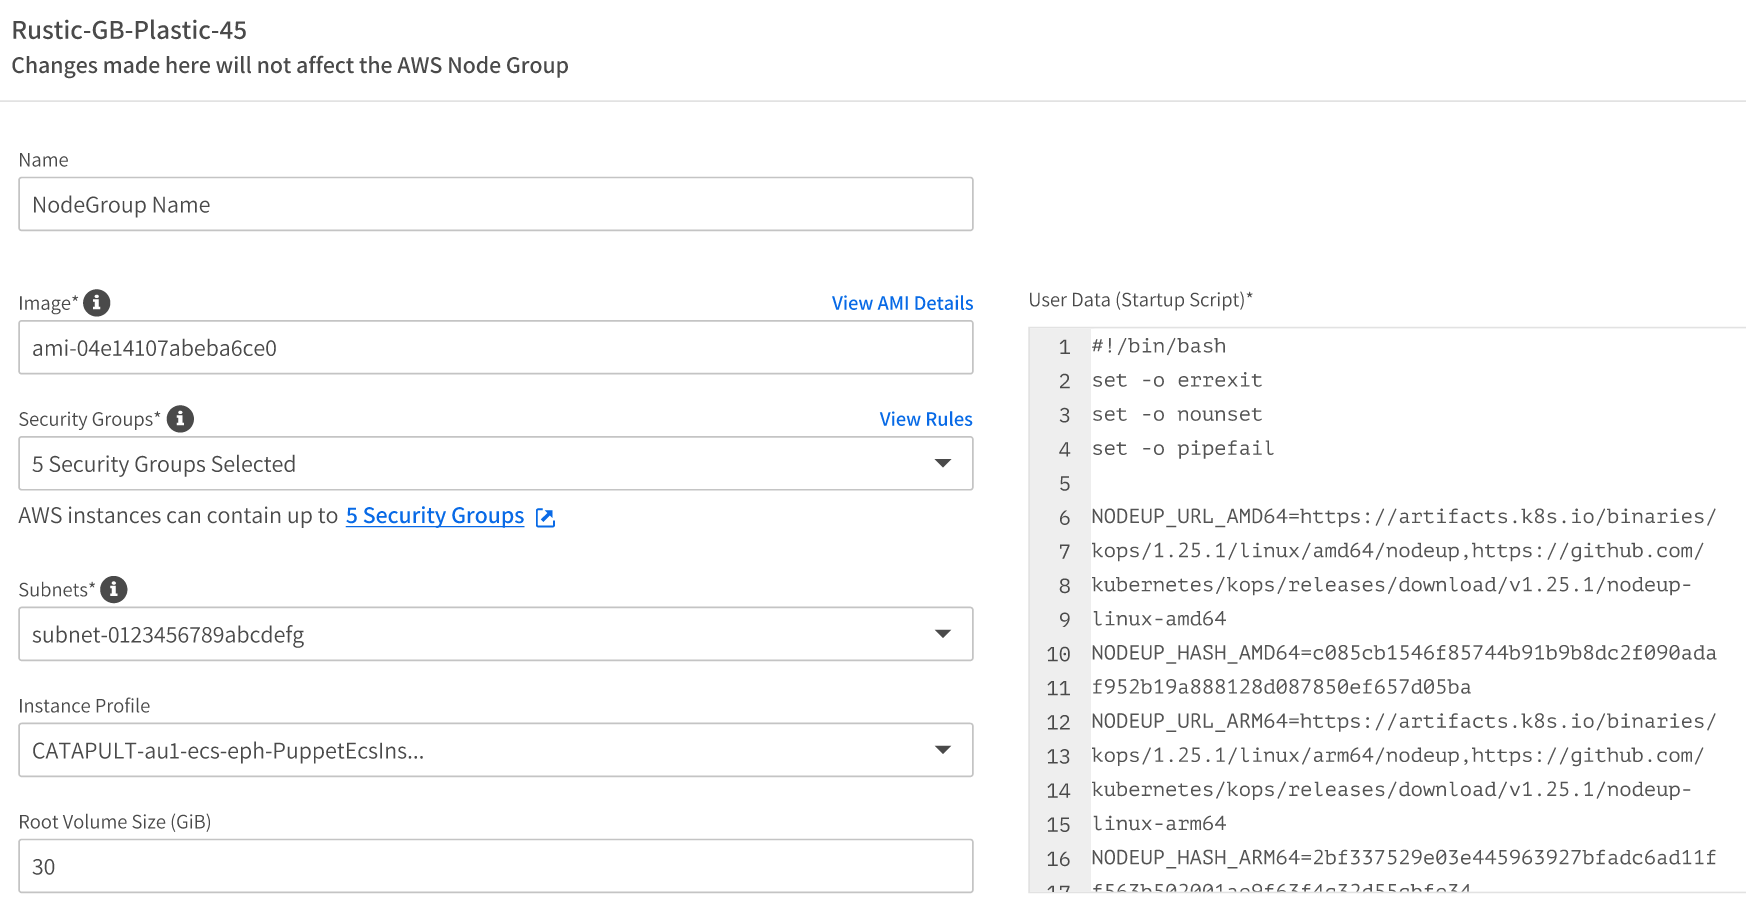 Rustic-GB-Plastic-45
Changes made here will not affect the AWS Node Group
Name
NodeGroup Name
Image*
View AMI Details
ami-04e14107abeba6ce0
Security Groups*
View Rules
5 Security Groups Selected
AWS instances can contain up to 5 Security Groups
Subnets*
subnet-0123456789abcdefg
Instance Profile
CATAPULT-au1-ecs-eph-PuppetEcsIns...
Root Volume Size (GiB)
30
User Data (Startup Script)*
1 #!/bin/bash
2 set -o errexit
3 set -o nounset
4 set -o pipefail
5
6 NODEUP_URL_AMD64=https://artifacts.k8s.io/binaries/
7 kops/1.25.1/linux/amd64/nodeup,https://github.com/
8 kubernetes/kops/releases/download/v1.25.1/nodeup-
9 linux-amd64
10 NODEUP_HASH_AMD64=c085cb1546f85744b91b9b8dc2f090ada
11 f952b19a888128d087850ef657d05ba
12 NODEUP_URL_ARM64=https://artifacts.k8s.io/binaries/
13 kops/1.25.1/linux/arm64/nodeup,https://github.com/
14 kubernetes/kops/releases/download/v1.25.1/nodeup-
15 linux-arm64
16 NODEUP_HASH_ARM64=2bf337529e03e445963927bfadc6ad11f
17